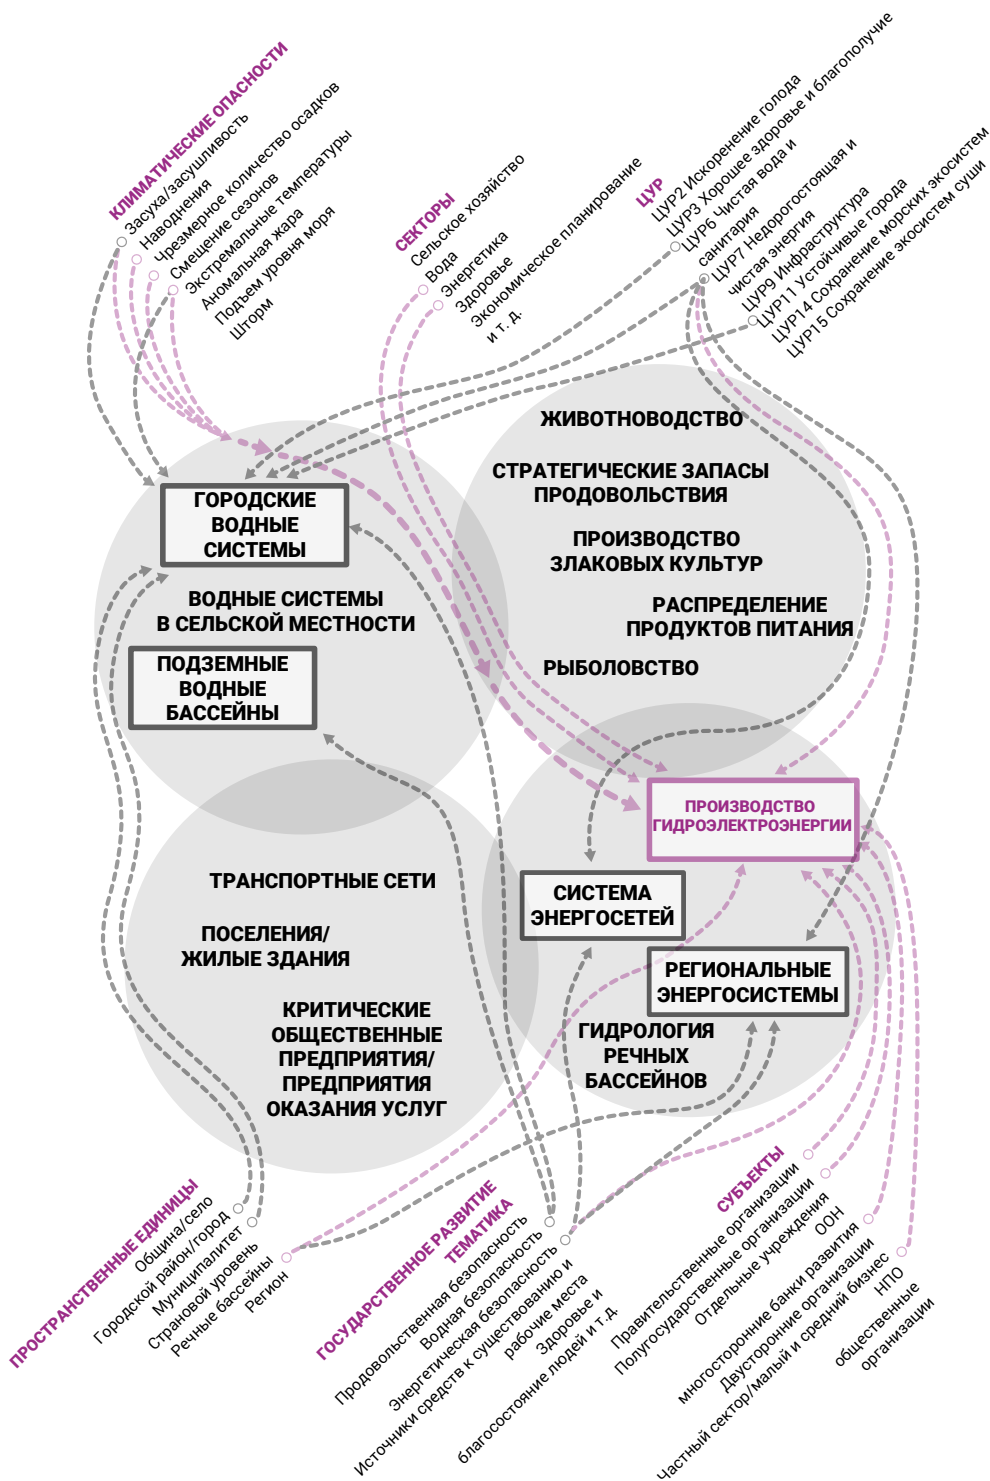 КЛИМАТИЧЕСКИЕ ОПАСНОСТИ
Засуха/засушливость
Наводнения
Чрезмерное количество осадков
Смещение сезонов
Экстремальные температуры
Аномальная жара
Подъем уровня моря
Шторм
СЕКТОРЫ
Сельское хозяйство
Вода
Энергетика
Здоровье
Экономическое планирование
и т. д.
ЦУР
ЦУР2 Искоренение голода
ЦУР3 Хорошее здоровье и благополучие
ЦУР6 Чистая вода и
санитария
ЦУР7 Недорогостоящая и
чистая энергия
ЦУР9 Инфраструктура
ЦУР11 Устойчивые города
ЦУР14 Сохранение морских экосистем
ЦУР15 Сохранение экосистем суши
ЖИВОТНОВОДСТВО
СТРАТЕГИЧЕСКИЕ ЗАПАСЫ
ПРОДОВОЛЬСТВИЯ
ПРОИЗВОДСТВО
ЗЛАКОВЫХ КУЛЬТУР
РАСПРЕДЕЛЕНИЕ
ПРОДУКТОВ ПИТАНИЯ
РЫБОЛОВСТВО
ГОРОДСКИЕ
ВОДНЫЕ
СИСТЕМЫ
ВОДНЫЕ СИСТЕМЫ
В СЕЛЬСКОЙ МЕСТНОСТИ
ПОДЗЕМНЫЕ
ВОДНЫЕ
БАССЕЙНЫ
ПРОИЗВОДСТВО
ГИДРОЭЛЕКТРОЭНЕРГИИ
СИСТЕМА
ЭНЕРГОСЕТЕЙ
РЕГИОНАЛЬНЫЕ
ЭНЕРГОСИСТЕМЫ
ГИДРОЛОГИЯ
РЕЧНЫХ
БАССЕЙНОВ
ТРАНСПОРТНЫЕ СЕТИ
ПОСЕЛЕНИЯ/
ЖИЛЫЕ ЗДАНИЯ
КРИТИЧЕСКИЕ
ОБЩЕСТВЕННЫЕ
ПРЕДПРИЯТИЯ/
ПРЕДПРИЯТИЯ
ОКАЗАНИЯ УСЛУГ
ПРОСТРАНСТВЕННЫЕ ЕДИНИЦЫ
Община/село
Городской район/город
Муниципалитет
Страновой уровень
Речные бассейны
Регион
ГОСУДАРСТВЕННОЕ РАЗВИТИЕ
ТЕМАТИКА
Продовольственная безопасность
Водная безопасность
Энергетическая безопасность
Источники средств к существованию и
рабочие места
Здоровье и
благосостояние людей и т. д.
СУБЪЕКТЫ
Правительственные организации
Полугосударственные организации
Отдельные учреждения
ООН
многосторонние банки развития
Двусторонние организации
Частный сектор/малый и средний бизнес
НПО
общественные
организации